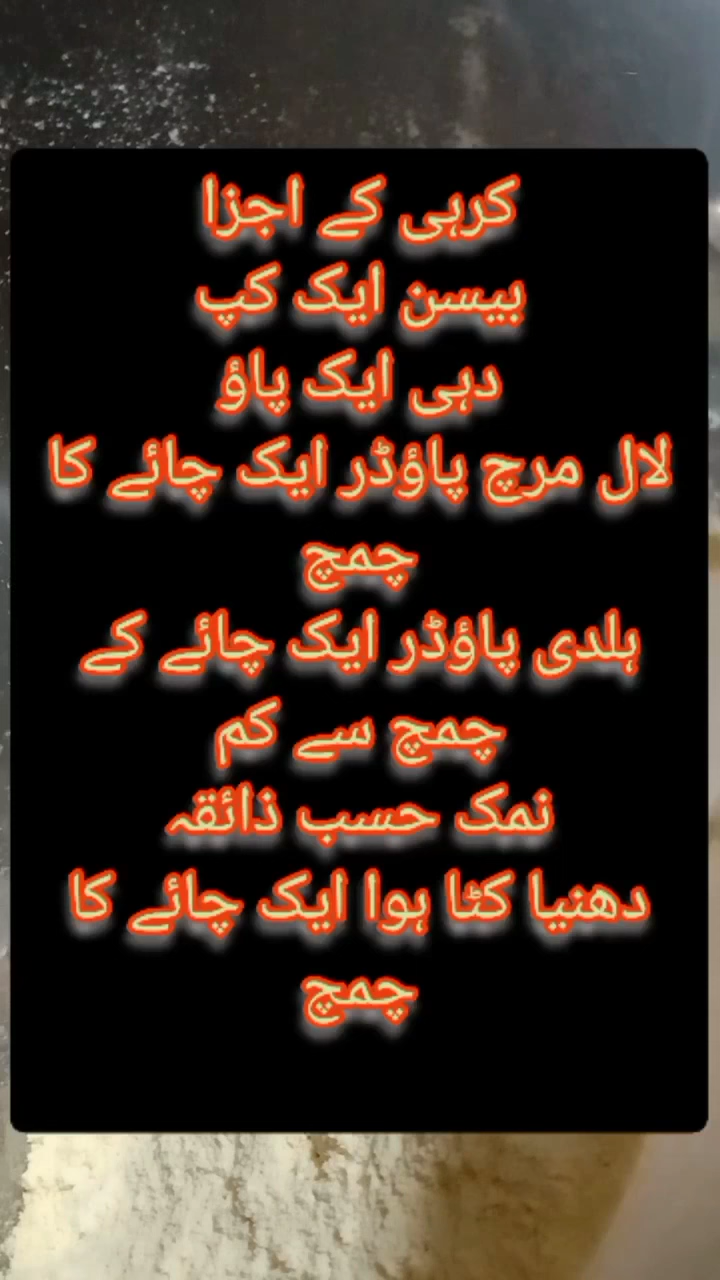 کرہی کے اجزا
بیسن ایک کپ
دہی ایک پاؤ
لال مرچ پاؤڈر ایک چائے کا
چمچ
ہلدی پاؤڈر ایک چائے کے
چمچ سے کم
نمک حسب ذائقہ
دھنیا کٹا ہوا ایک چائے کا
چمچ